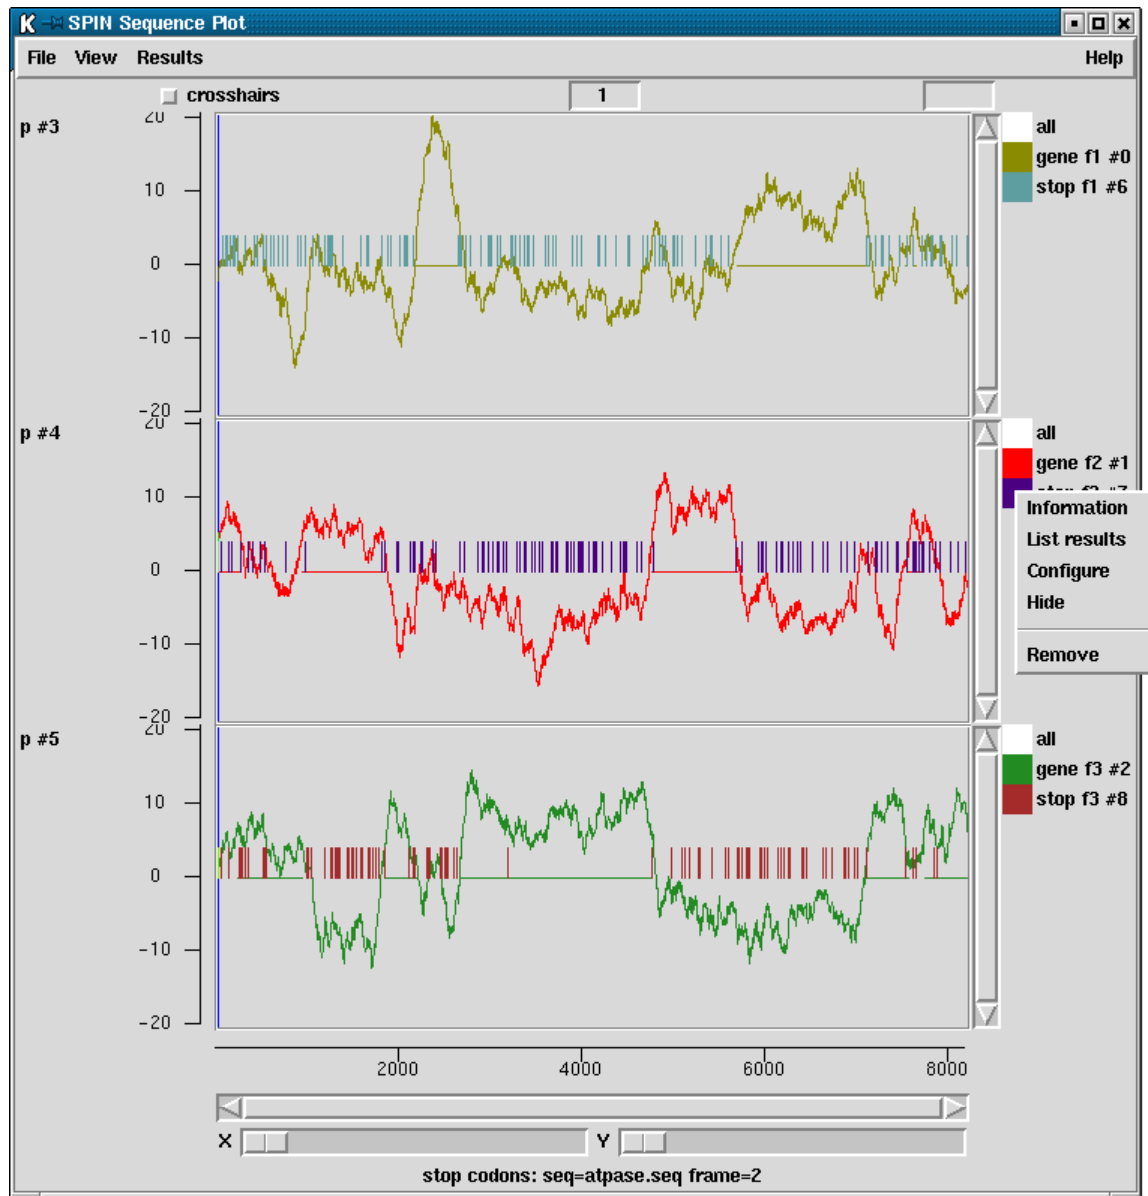 K SPIN Sequence Plot
File View Results Help
crosshairs 1
p #3
20
10
0
-10
-20
all
gene f1 #0
stop f1 #6
p #4
20
10
0
-10
-20
all
gene f2 #1
Information
List results
Configure
Hide
Remove
p #5
20
10
0
-10
-20
all
gene f3 #2
stop f3 #8
2000 4000 6000 8000
X Y
stop codons: seq=atpase.seq frame=2